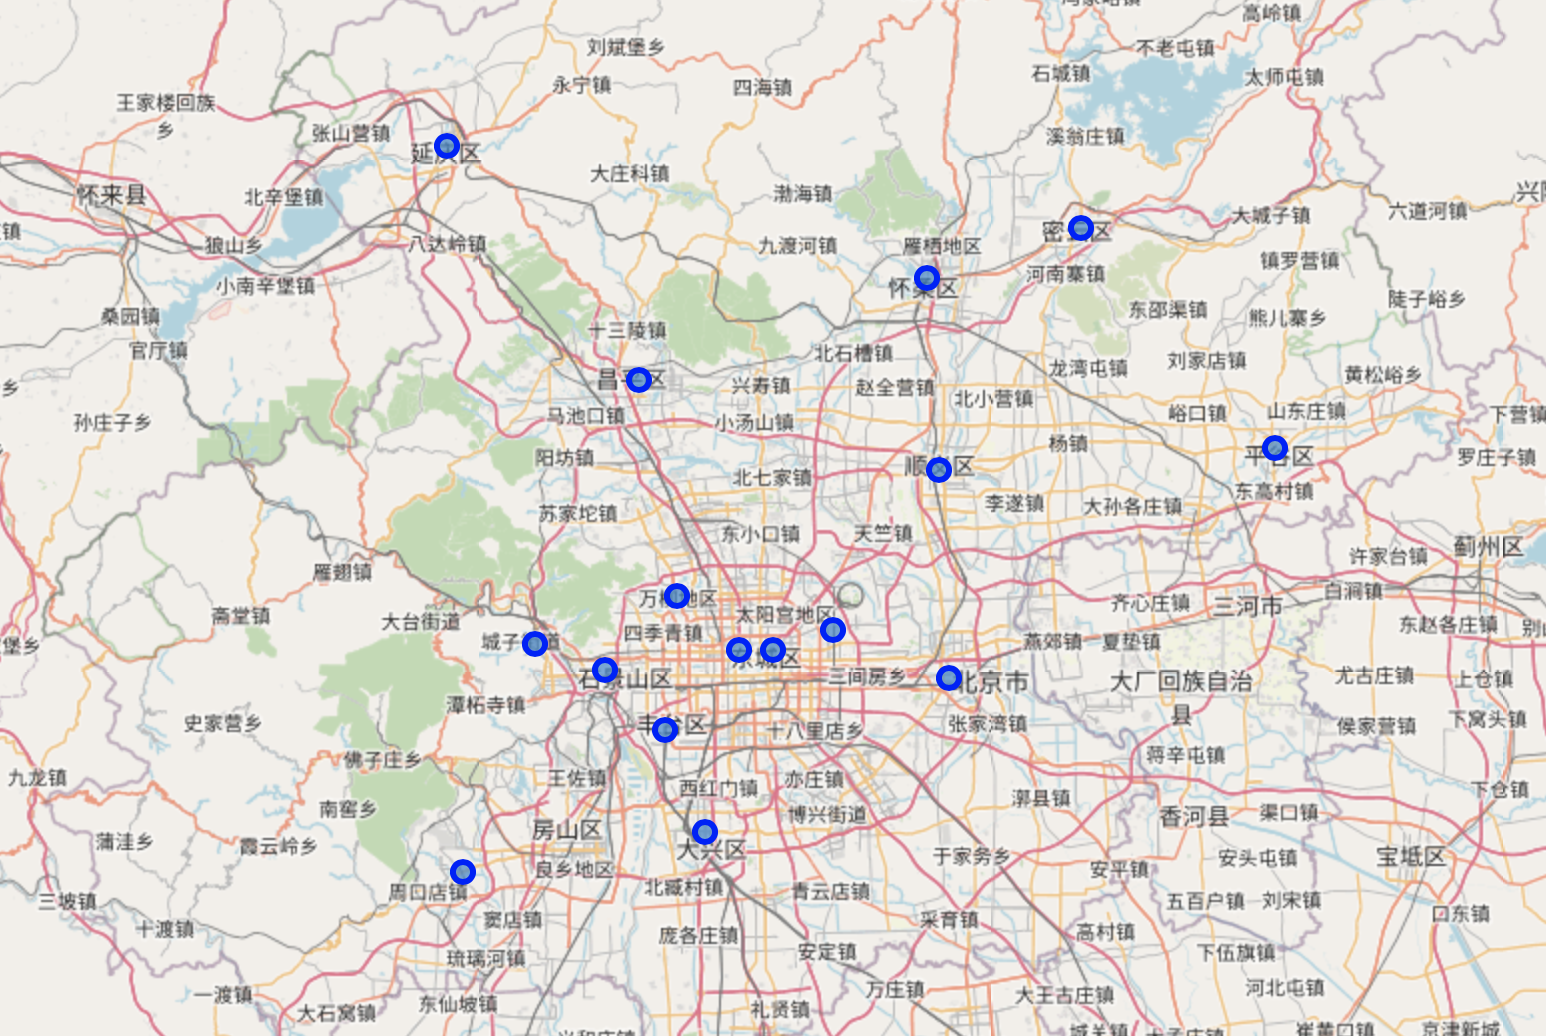 高岭镇
刘斌堡乡
不老屯镇
石城镇
太师屯镇
永宁镇
四海镇
王家楼回族
乡
张山营镇
溪翁庄镇
延庆区
大庄科镇
渤海镇
怀来县
北辛堡镇
六道河镇
大城子镇
密云区
狼山乡
八达岭镇
九渡河镇
雁栖地区
镇罗营镇
河南寨镇
小南辛堡镇
怀柔区
陡子峪乡
东邵渠镇
熊儿寨乡
桑园镇
十三陵镇
官厅镇
北石槽镇
龙湾屯镇
刘家店镇
黄松峪乡
昌平区
兴寿镇
赵全营镇
北小营镇
峪口镇
山东庄镇
下营镇
孙庄子乡
马池口镇
小汤山镇
杨镇
平谷区
罗庄子镇
阳坊镇
北七家镇
顺义区
东高村镇
李遂镇
大孙各庄镇
苏家坨镇
东小口镇
天竺镇
许家台镇
蓟州区
雁翅镇
白涧镇
齐心庄镇
三河市
斋堂镇
大台街道
太阳宫地区
东赵各庄镇
四季青镇
燕郊镇
夏垫镇
东城区
石景山区
三间房乡
北京市
大厂回族自治
县
尤古庄镇
上仓镇
潭柘寺镇
史家营乡
丰台区
十八里店乡
张家湾镇
侯家营镇
下窝头镇
佛子庄乡
蒋辛屯镇
九龙镇
王佐镇
西红门镇
亦庄镇
下仓镇
漷县镇
南窖乡
博兴街道
香河县
渠口镇
房山区
蒲洼乡
霞云岭乡
大兴区
于家务乡
安头屯镇
宝坻区
良乡地区
安平镇
周口店镇
北臧村镇
青云店镇
五百户镇
刘宋镇
三坡镇
口东镇
窦店镇
采育镇
十渡镇
庞各庄镇
高村镇
安定镇
下伍旗镇
琉璃河镇
一渡镇
万庄镇
大王古庄镇
河北屯镇
大石窝镇
东仙坡镇
礼贤镇